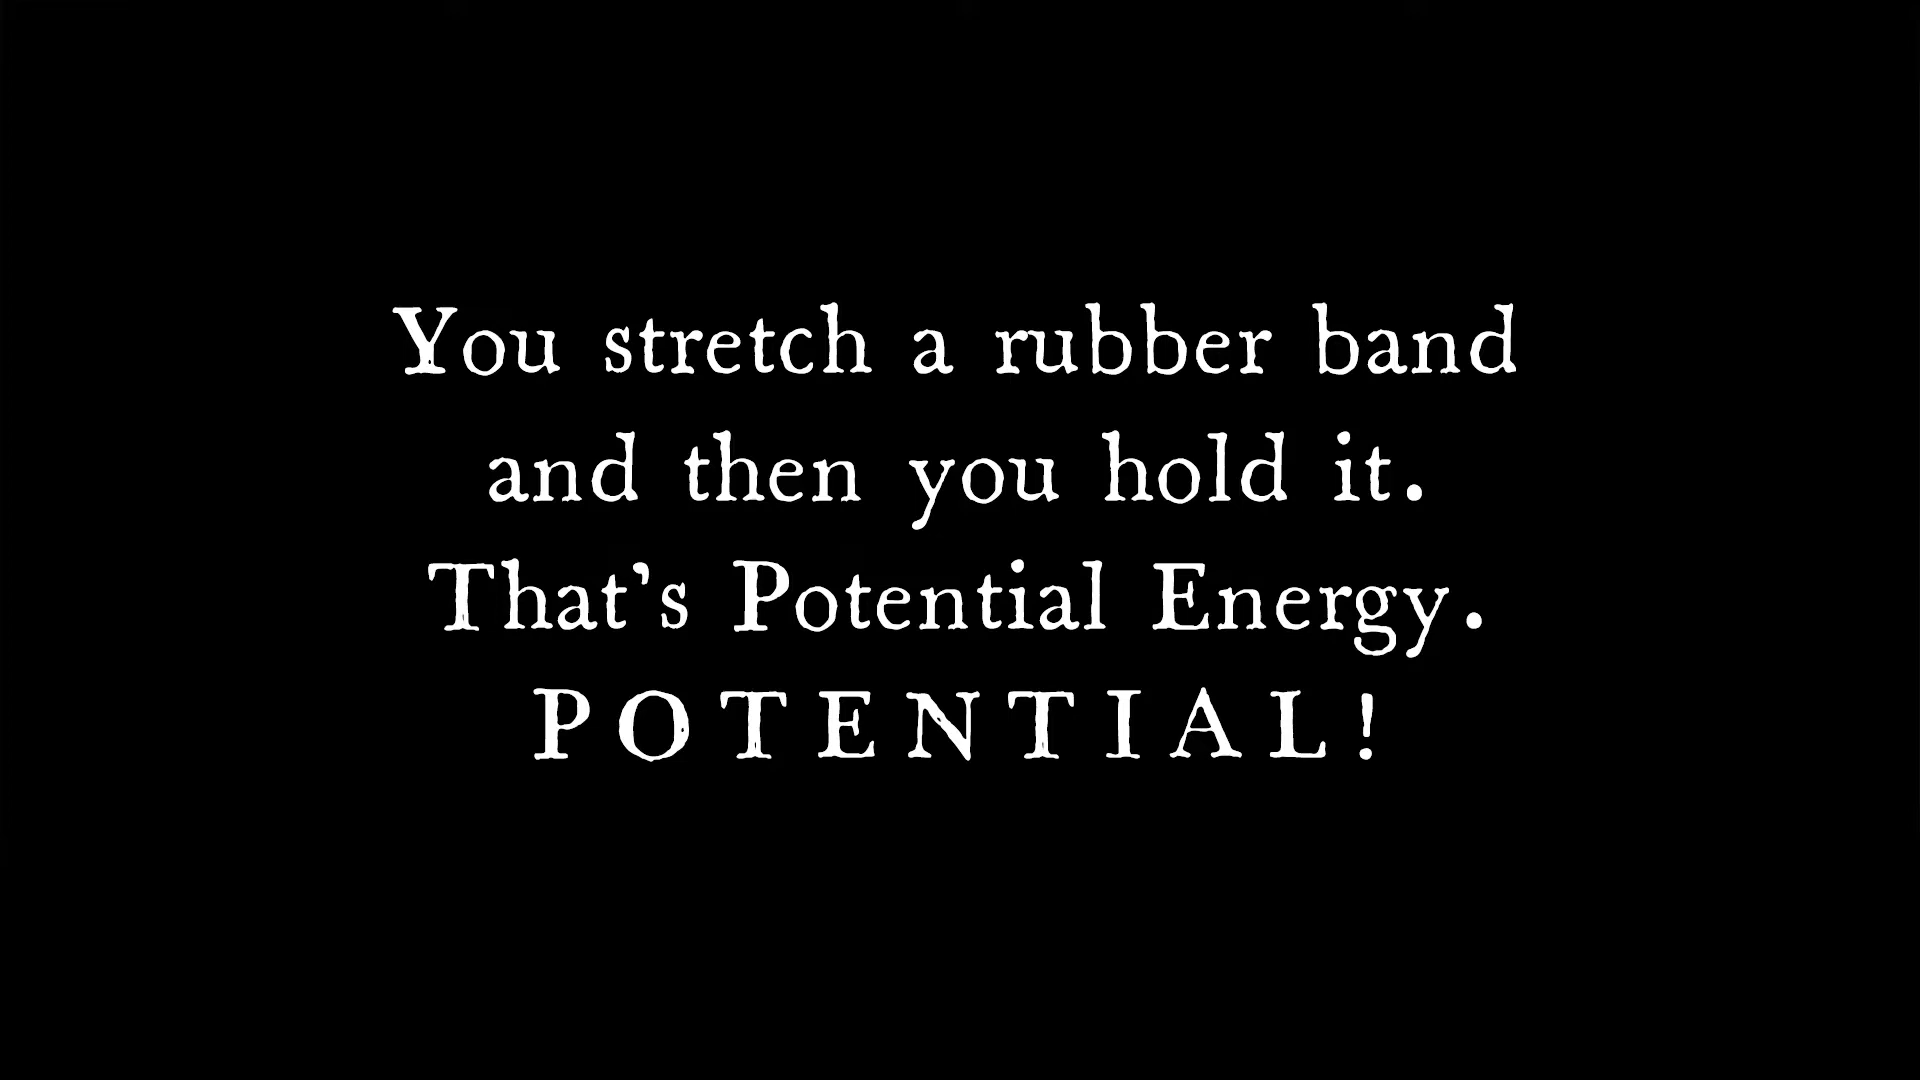 You stretch a rubber band
and then you hold it.
That's Potential Energy.
POTENTIAL!